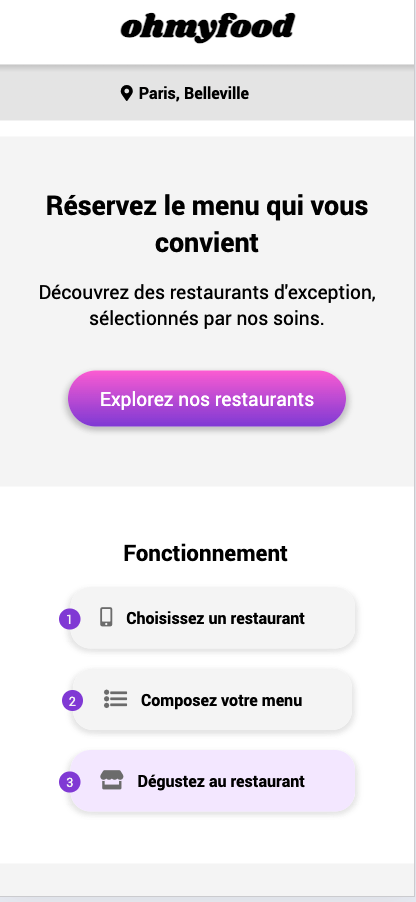 ohmyfood
Paris, Belleville
Réservez le menu qui vous
convient
Découvrez des restaurants d'exception,
sélectionnés par nos soins.
Explorez nos restaurants
Fonctionnement
1 Choisissez un restaurant
2 Composez votre menu
3 Dégustez au restaurant